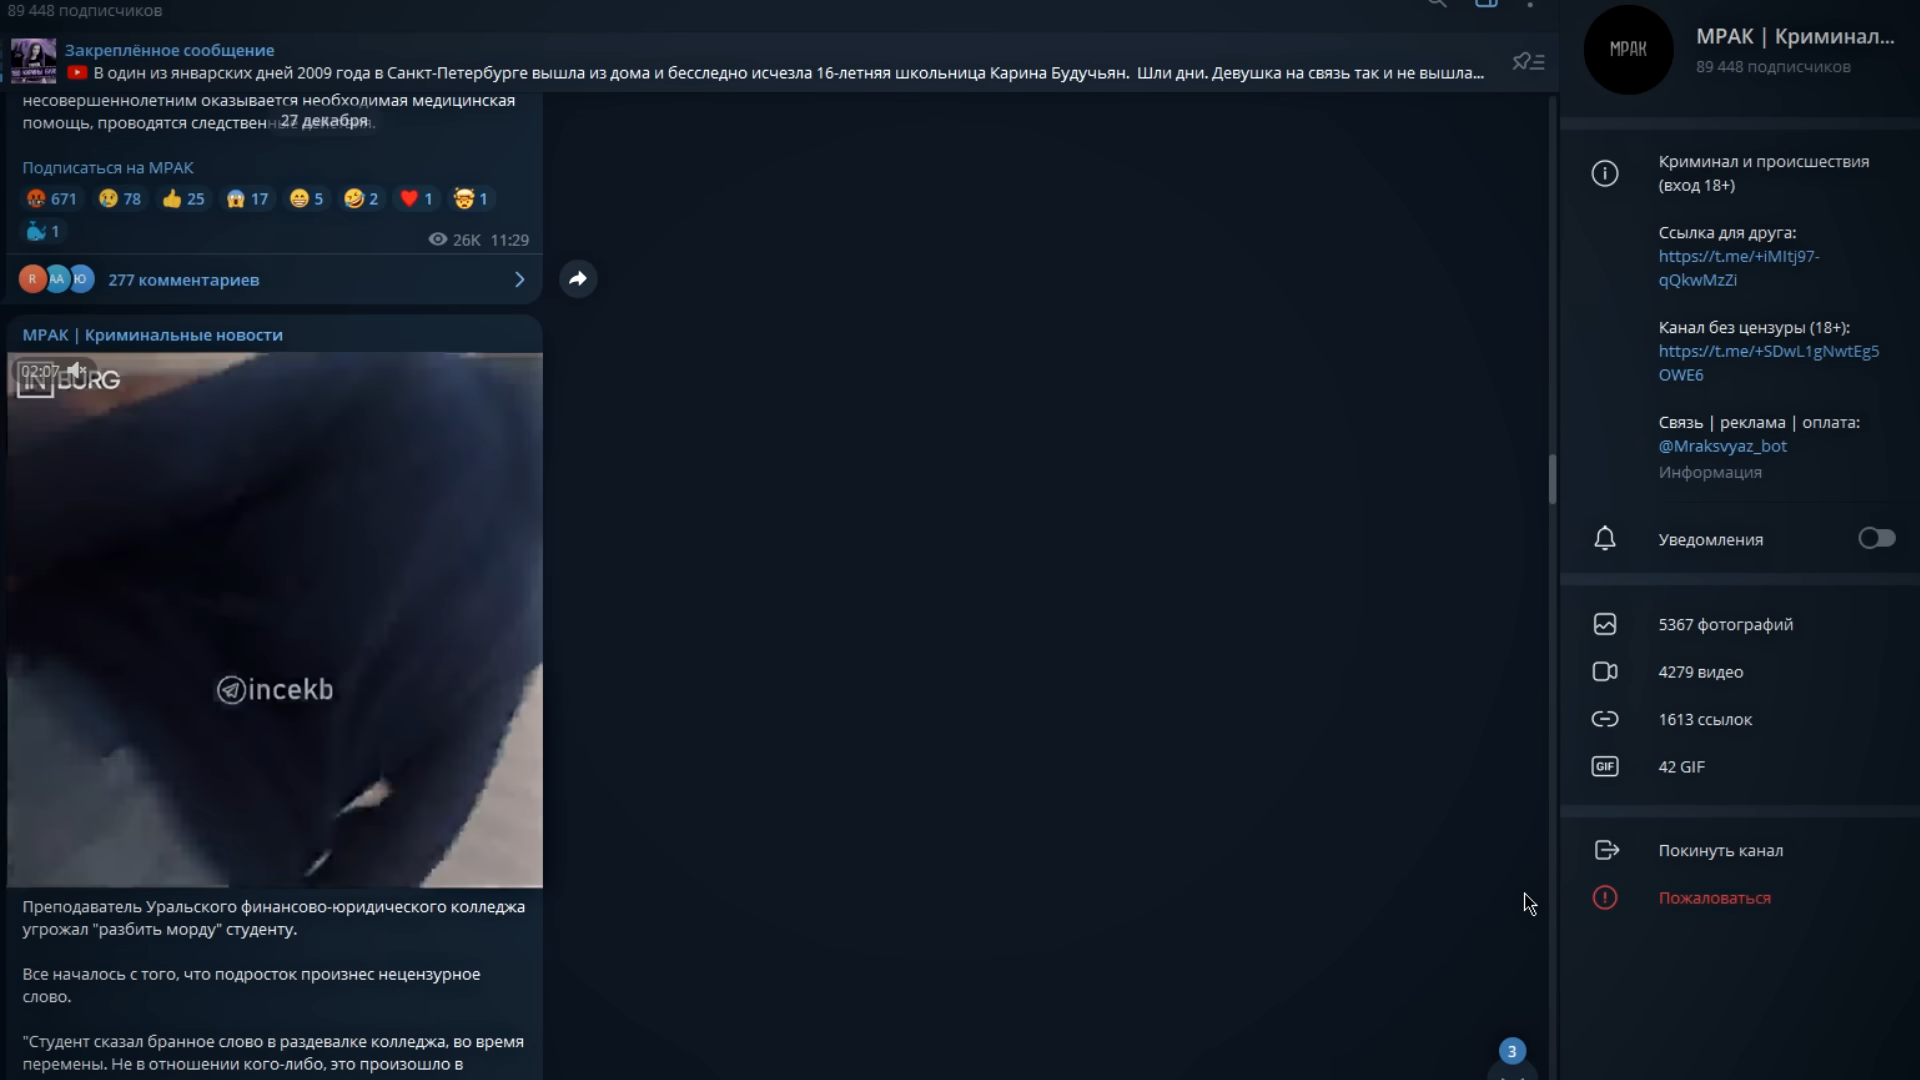 89 448 подписчиков
Закреплённое сообщение
В один из январских дней 2009 года в Санкт-Петербурге вышла из дома и бесследно исчезла 16-летняя школьница Карина Будучьян. Шли дни. Девушка на связь так и не вышла...
несовершеннолетним оказывается необходимая медицинская
помощь, проводятся следственные действия.
27 декабря
Подписаться на МРАК
671 78 25 17 5 2 1 1
1
26K 11:29
R AA Ю 277 комментариев
МРАК | Криминальные новости
02:07
IN BURG
incekb
Преподаватель Уральского финансово-юридического колледжа
угрожал "разбить морду" студенту.
Все началось с того, что подросток произнес нецензурное
слово.
"Студент сказал бранное слово в раздевалке колледжа, во время
перемены. Не в отношении кого-либо, это произошло в
3
МРАК
МРАК | Криминал...
89 448 подписчиков
Криминал и происшествия
(вход 18+)
Ссылка для друга:
https://t.me/+iMItj97-
qQkwMzZi
Канал без цензуры (18+):
https://t.me/+SDwL1gNwtEg5
OWE6
Связь | реклама | оплата:
@Mraksvyaz_bot
Информация
Уведомления
5367 фотографий
4279 видео
1613 ссылок
GIF 42 GIF
Покинуть канал
Пожаловаться